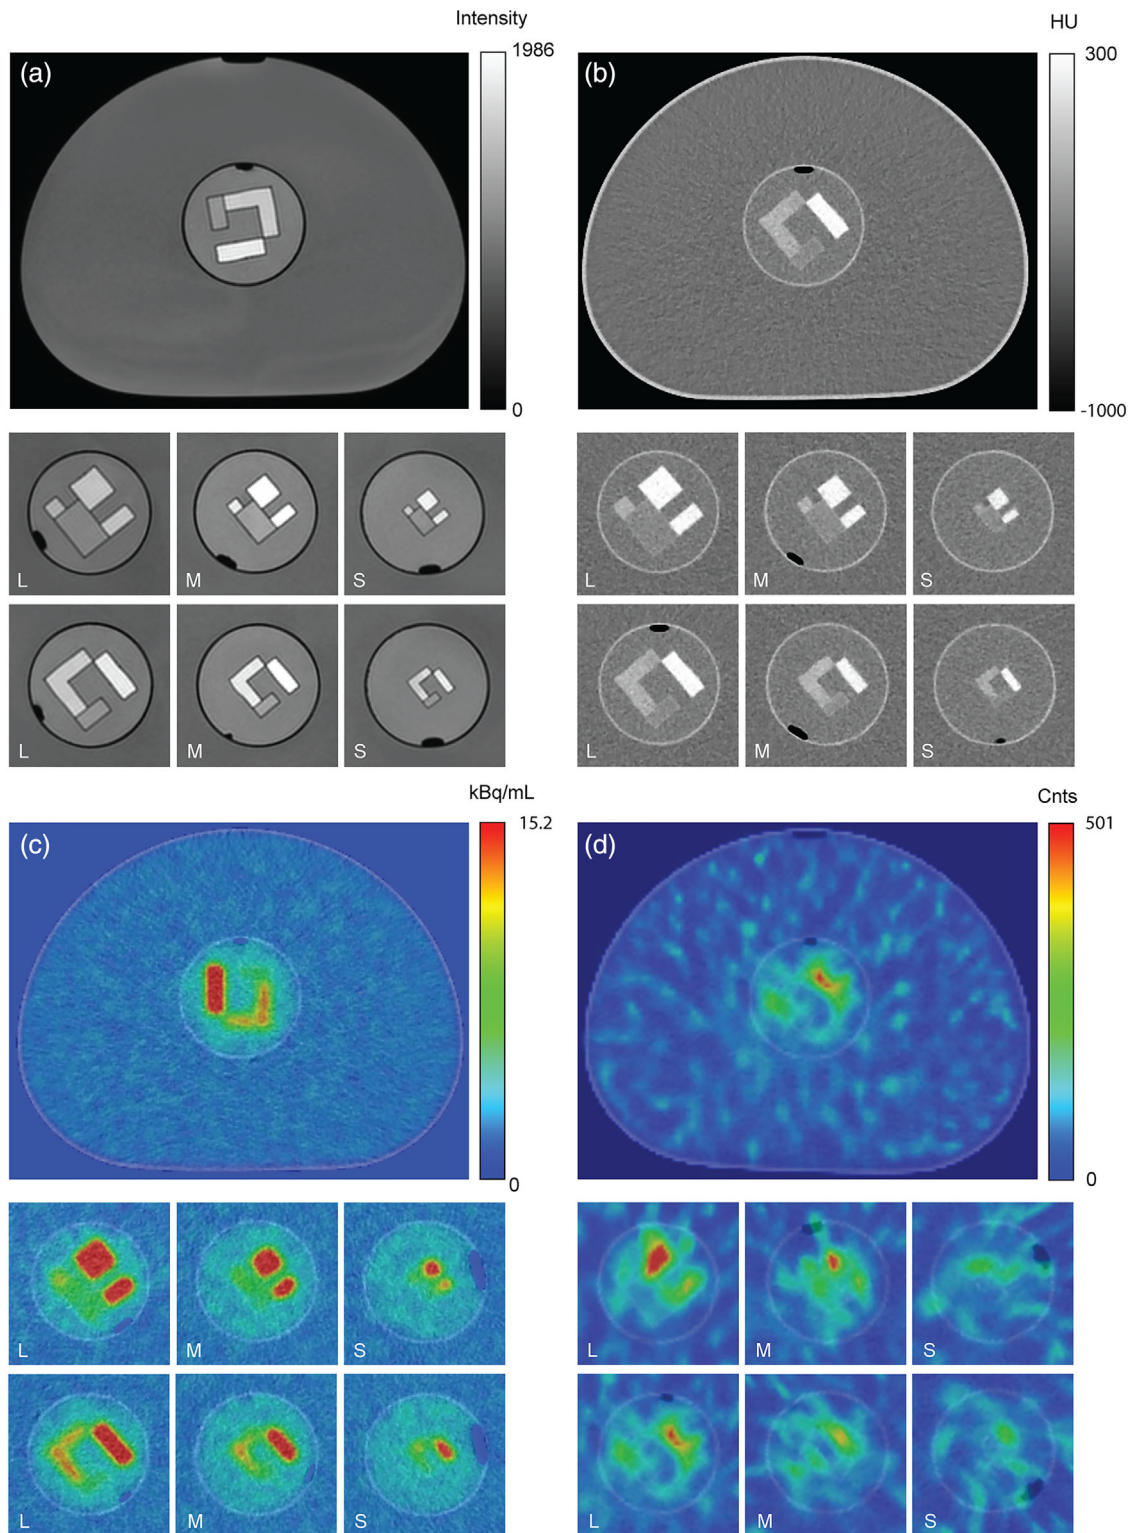 Intensity
HU
(a)
1986
(b)
300
0
-1000
L
M
S
L
M
S
L
M
S
L
M
S
kBq/mL
Cnts
(c)
15.2
(d)
501
0
0
L
M
S
L
M
S
L
M
S
L
M
S